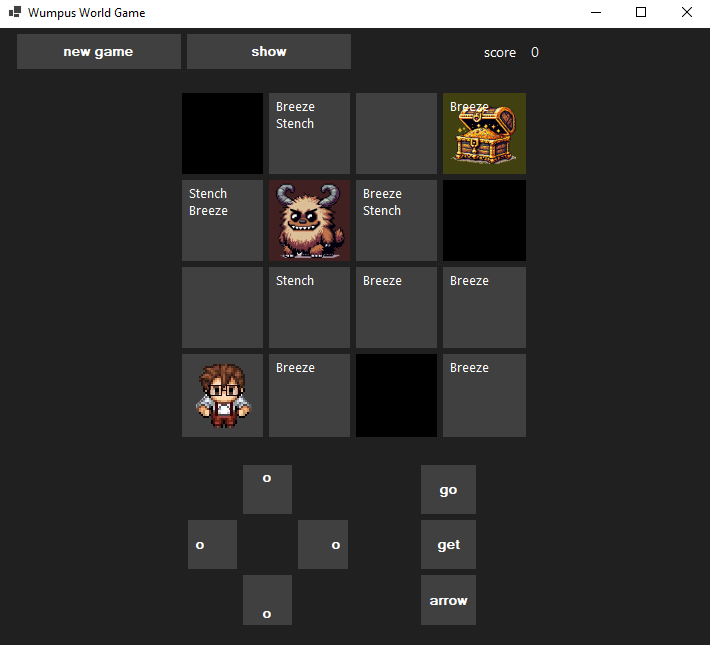 Wumpus World Game
new game
show
score 0
Breeze
Stench
Breeze
Stench
Breeze
Breeze
Stench
Stench
Breeze
Breeze
Breeze
Breeze
o
go
o
o
get
o
arrow